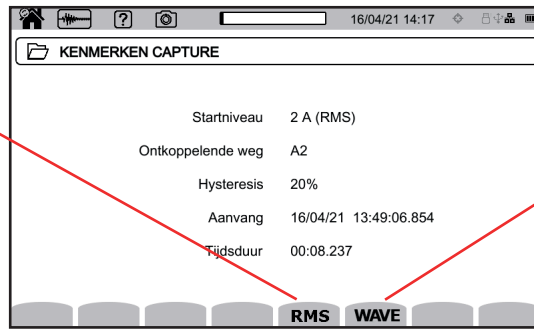 16/04/21 14:17
KENMERKEN CAPTURE
Startniveau 2 A (RMS)
Ontkoppelende weg A2
Hysteresis 20%
Aanvang 16/04/21 13:49:06.854
Tijdsduur 00:08.237
RMS WAVE